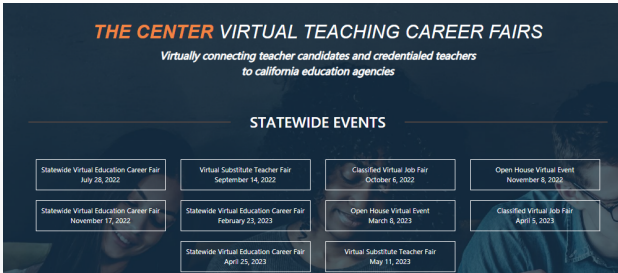 THE CENTER VIRTUAL TEACHING CAREER FAIRS
Virtually connecting teacher candidates and credentialed teachers
to california education agencies
STATEWIDE EVENTS
Statewide Virtual Education Career Fair
July 28, 2022
Virtual Substitute Teacher Fair
September 14, 2022
Classified Virtual Job Fair
October 6, 2022
Open House Virtual Event
November 8, 2022
Statewide Virtual Education Career Fair
November 17, 2022
Statewide Virtual Education Career Fair
February 23, 2023
Open House Virtual Event
March 8, 2023
Classified Virtual Job Fair
April 5, 2023
Statewide Virtual Education Career Fair
April 25, 2023
Virtual Substitute Teacher Fair
May 11, 2023